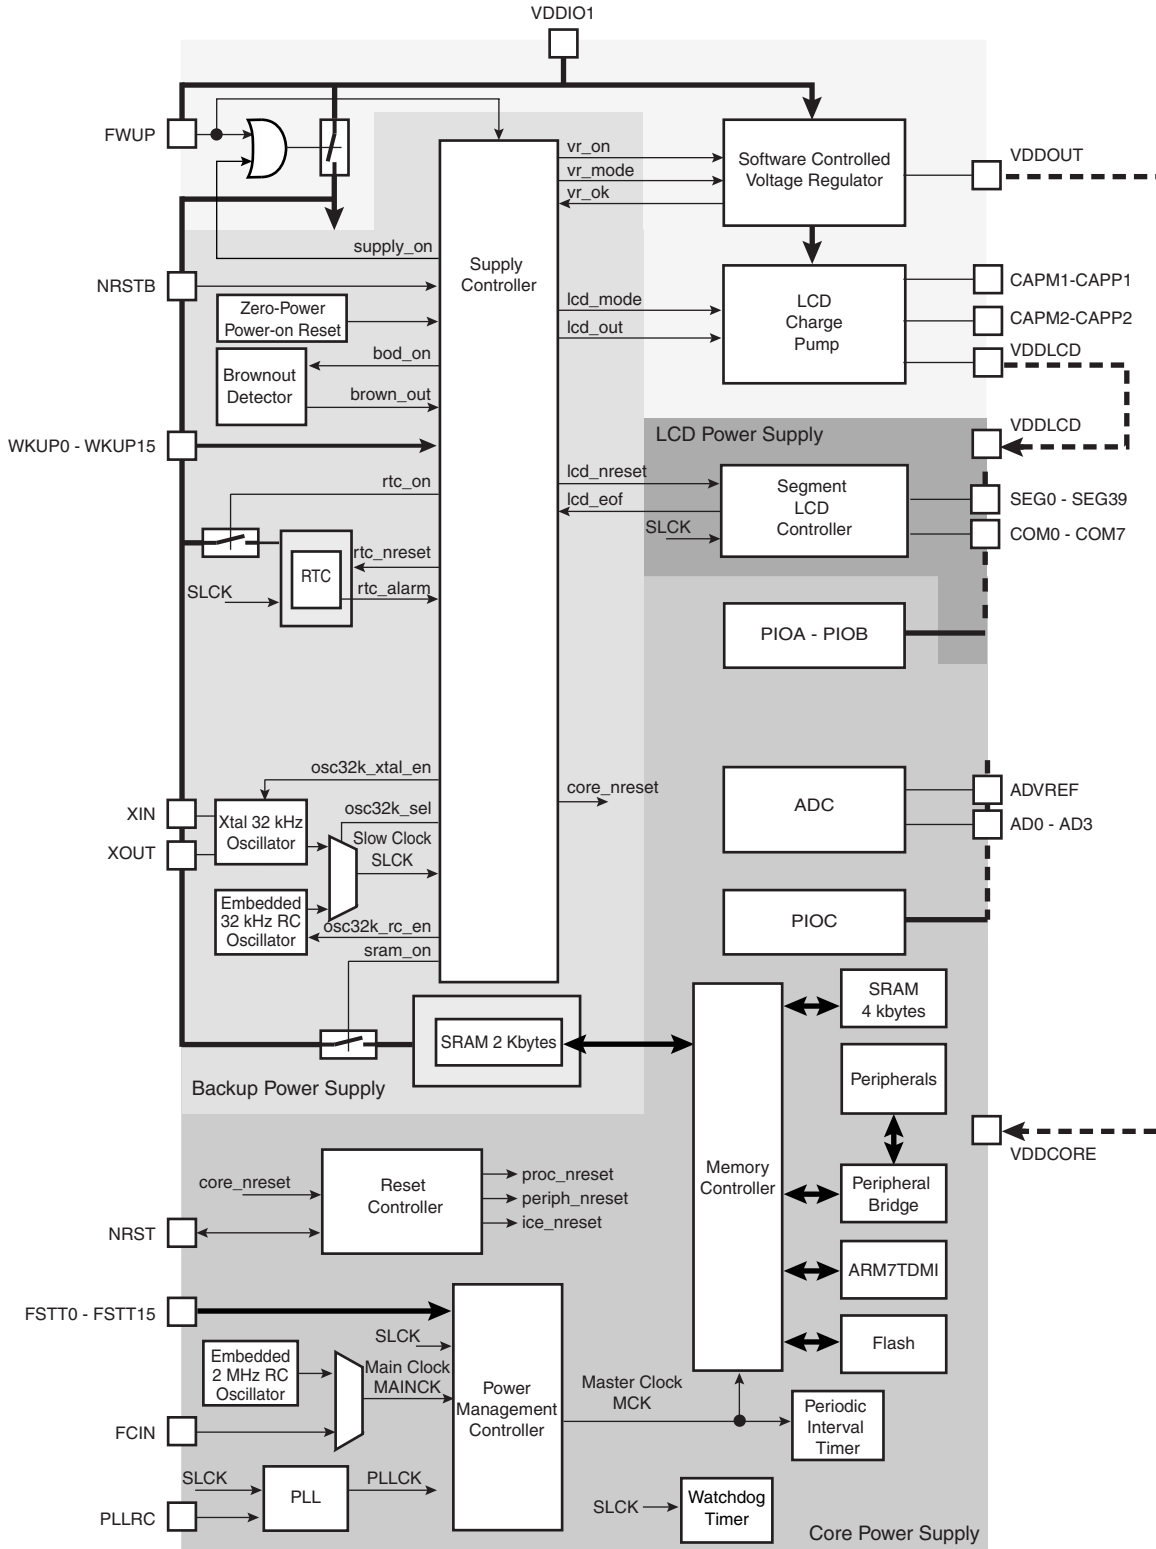 VDDIO1
FWUP
vr_on
vr_mode
vr_ok
Software Controlled
Voltage Regulator
VDDOUT
supply_on
Supply
Controller
NRSTB
Zero-Power
Power-on Reset
bod_on
Brownout
Detector
brown_out
lcd_mode
lcd_out
LCD
Charge
Pump
CAPM1-CAPP1
CAPM2-CAPP2
VDDLCD
VDDLCD
LCD Power Supply
WKUP0 - WKUP15
rtc_on
lcd_nreset
lcd_eof
SLCK
Segment
LCD
Controller
SEG0 - SEG39
COM0 - COM7
rtc_nreset
RTC
SLCK
rtc_alarm
PIOA - PIOB
osc32k_xtal_en
XIN
XOUT
Xtal 32 kHz
Oscillator
osc32k_sel
Slow Clock
SLCK
core_nreset
ADC
ADVREF
AD0 - AD3
Embedded
32 kHz RC
Oscillator
osc32k_rc_en
sram_on
PIOC
SRAM
4 kbytes
SRAM 2 Kbytes
Backup Power Supply
Peripherals
VDDCORE
Memory
Controller
Peripheral
Bridge
core_nreset
Reset
Controller
proc_nreset
periph_nreset
ice_nreset
NRST
ARM7TDMI
FSTT0 - FSTT15
SLCK
Flash
Embedded
2 MHz RC
Oscillator
Main Clock
MAINCK
Power
Management
Controller
Master Clock
MCK
Periodic
Interval
Timer
FCIN
SLCK
PLL
PLLCK
PLLRC
SLCK
Watchdog
Timer
Core Power Supply